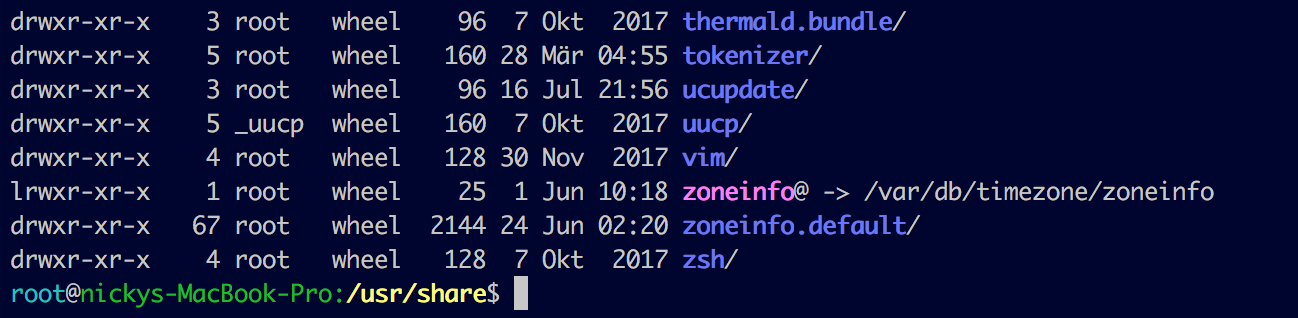 drwxr-xr-x   3 root   wheel    96  7 Okt  2017 thermald.bundle/
drwxr-xr-x   5 root   wheel   160 28 Mär 04:55 tokenizer/
drwxr-xr-x   3 root   wheel    96 16 Jul 21:56 ucupdate/
drwxr-xr-x   5 _uucp  wheel   160  7 Okt  2017 uucp/
drwxr-xr-x   4 root   wheel   128 30 Nov  2017 vim/
lrwxr-xr-x   1 root   wheel    25  1 Jun 10:18 zoneinfo@ -> /var/db/timezone/zoneinfo
drwxr-xr-x  67 root   wheel  2144 24 Jun 02:20 zoneinfo.default/
drwxr-xr-x   4 root   wheel   128  7 Okt  2017 zsh/
root@nickys-MacBook-Pro:/usr/share$